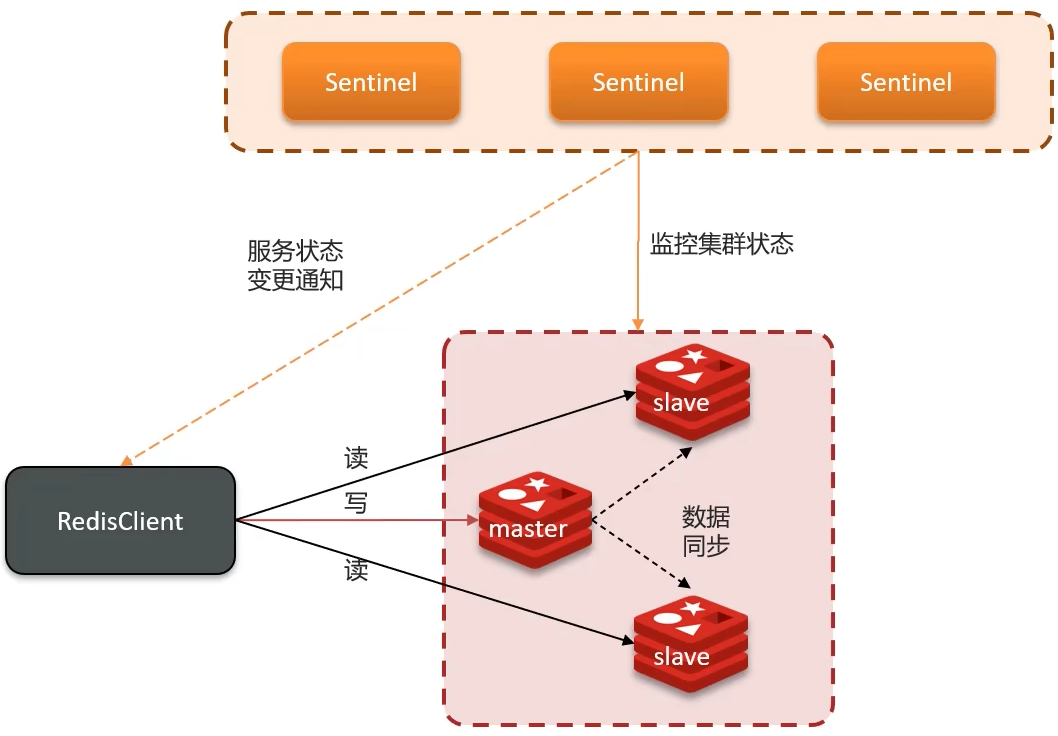 Sentinel
Sentinel
Sentinel
服务状态
变更通知
监控集群状态
slave
读
写
RedisClient
master
数据
同步
读
slave